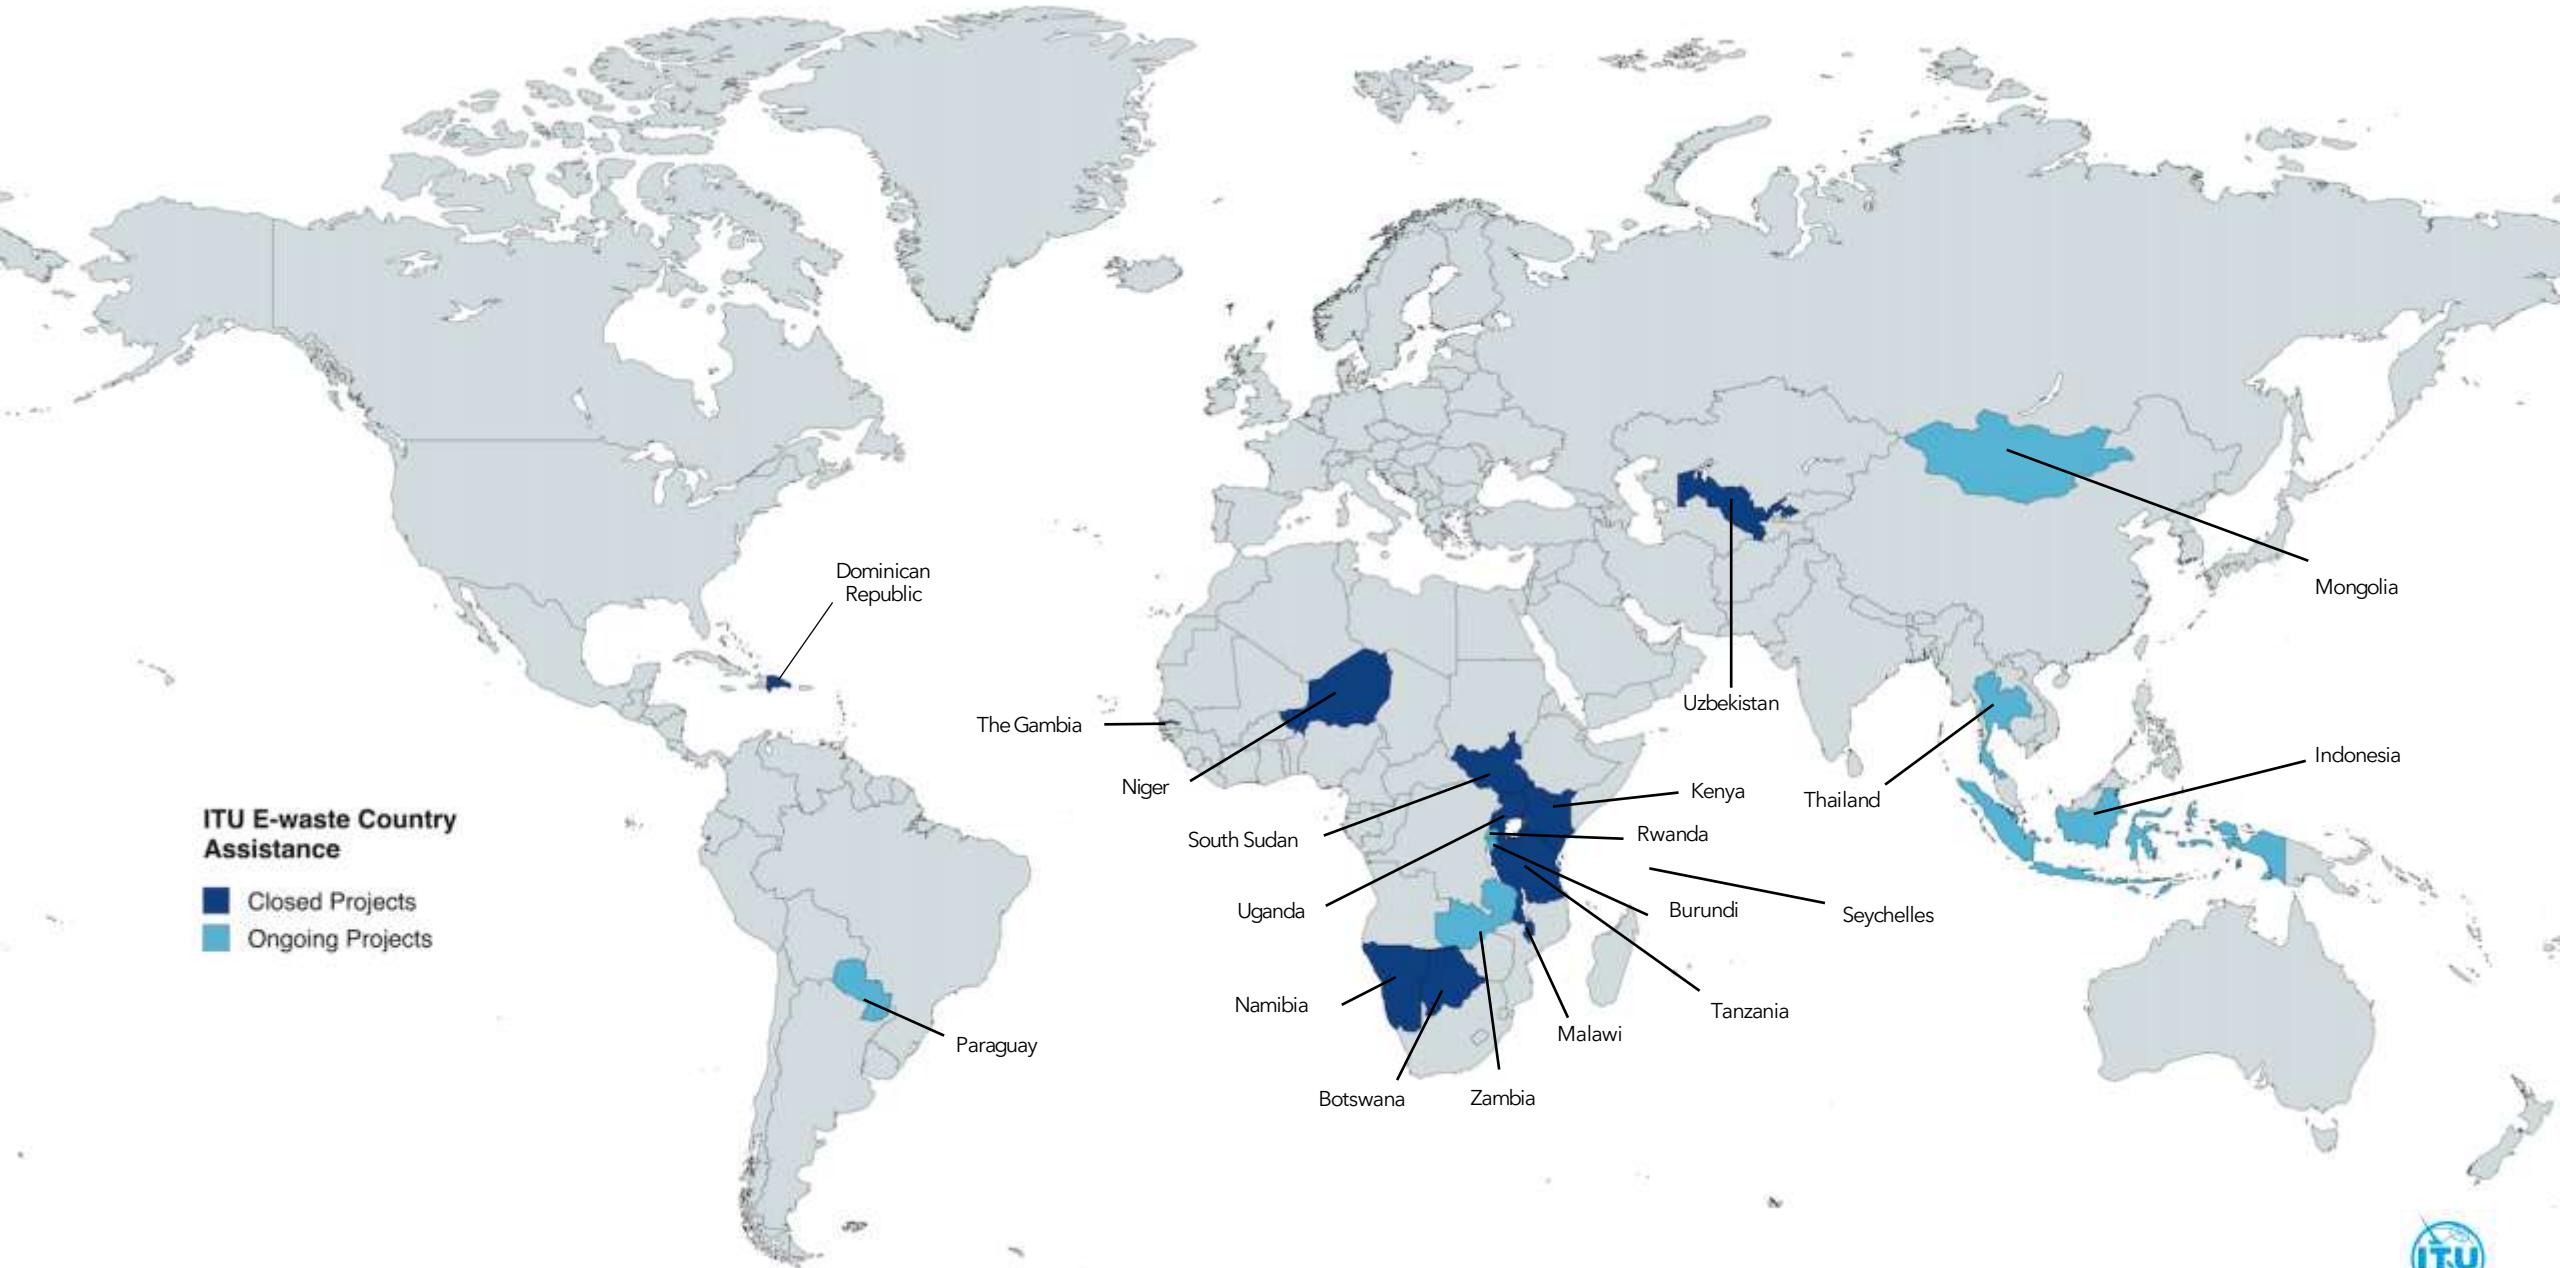 Dominican
Republic
Mongolia
Uzbekistan
The Gambia
Indonesia
Niger
Kenya
Thailand
ITU E-waste Country
Assistance
South Sudan
Rwanda
Closed Projects
Uganda
Burundi
Seychelles
Ongoing Projects
Namibia
Tanzania
Malawi
Paraguay
Botswana
Zambia
ITU